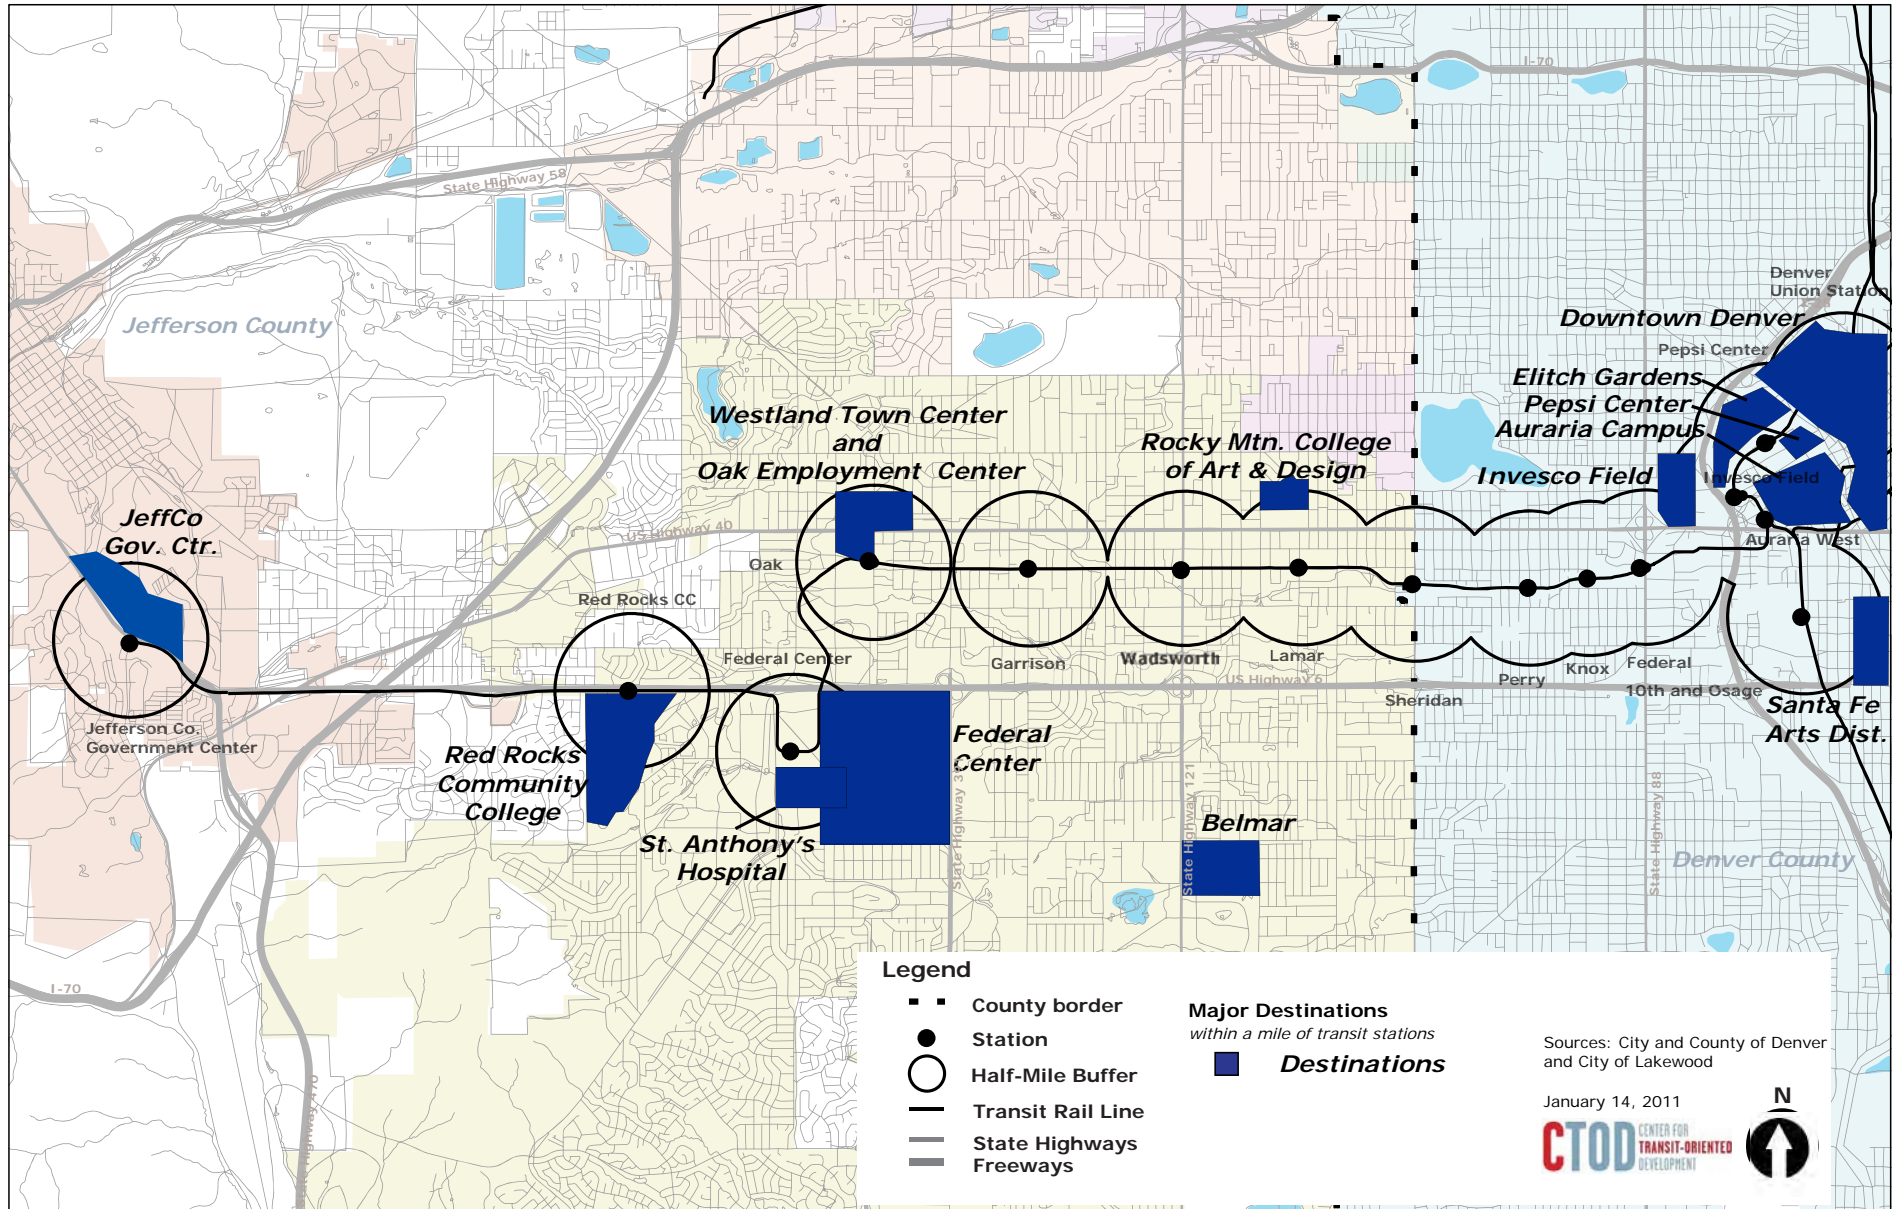 I-70
State Highway 58
Jefferson County
Denver
Union Station
Downtown Denver
Pepsi Center
Elitch Gardens
Pepsi Center
Auraria Campus
Invesco Field
Invesco Field
Westland Town Center
and
Oak Employment Center
Rocky Mtn. College
of Art & Design
JeffCo
Gov. Ctr.
US Highway 40
Oak
Auraria West
Red Rocks CC
Federal Center
Garrison
Wadsworth
Lamar
US Highway 6
Sheridan
Perry
Knox
Federal
10th and Osage
Santa Fe
Arts Dist.
Jefferson Co.
Government Center
Red Rocks
Community
College
Federal
Center
St. Anthony's
Hospital
Belmar
State Highway 121
State Highway 88
Denver County
I-70
Legend
County border
Station
Half-Mile Buffer
Transit Rail Line
State Highways
Freeways
Major Destinations
within a mile of transit stations
Destinations
Sources: City and County of Denver
and City of Lakewood
January 14, 2011
CTOD CENTER FOR
TRANSIT-ORIENTED
DEVELOPMENT
N